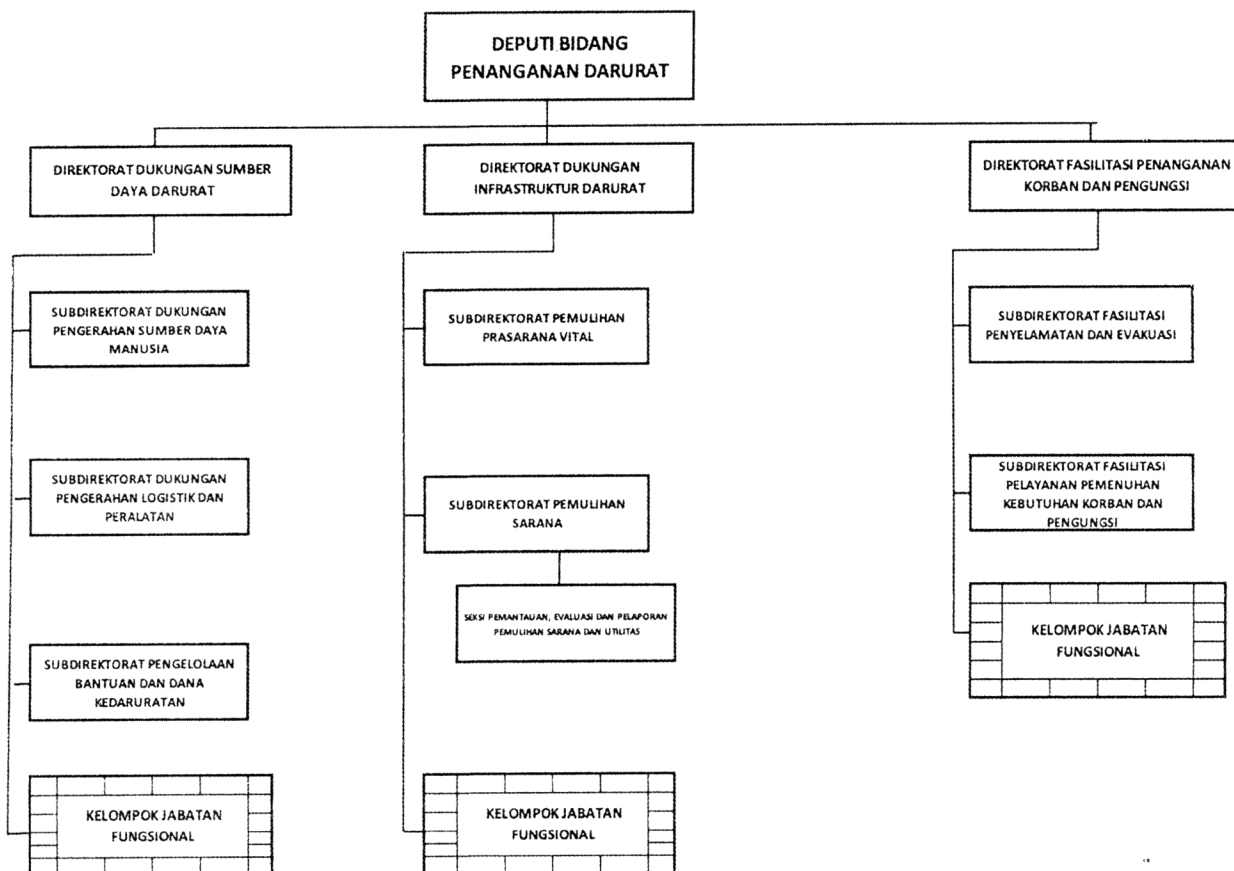 DEPUTI BIDANG
PENANGANAN DARURAT
DIREKTORAT DUKUNGAN SUMBER
DAYA DARURAT
DIREKTORAT DUKUNGAN
INFRASTRUKTUR DARURAT
DIREKTORAT FASILITASI PENANGANAN
KORBAN DAN PENGUNGSI
SUBDIREKTORAT DUKUNGAN
PENGERAHAN SUMBER DAYA
MANUSIA
SUBDIREKTORAT PEMULIHAN
PRASARANA VITAL
SUBDIREKTORAT FASILITASI
PENYELAMATAN DAN EVAKUASI
SUBDIREKTORAT DUKUNGAN
PENGERAHAN LOGISTIK DAN
PERALATAN
SUBDIREKTORAT PEMULIHAN
SARANA
SUBDIREKTORAT FASILITASI
PELAYANAN PEMENUHAN
KEBUTUHAN KORBAN DAN
PENGUNGSI
SEKSI PEMANTAUAN, EVALUASI DAN PELAPORAN
PEMULIHAN SARANA DAN UTILITAS
KELOMPOK JABATAN
FUNGSIONAL
SUBDIREKTORAT PENGELOLAAN
BANTUAN DAN DANA
KEDARURATAN
KELOMPOK JABATAN
FUNGSIONAL
KELOMPOK JABATAN
FUNGSIONAL